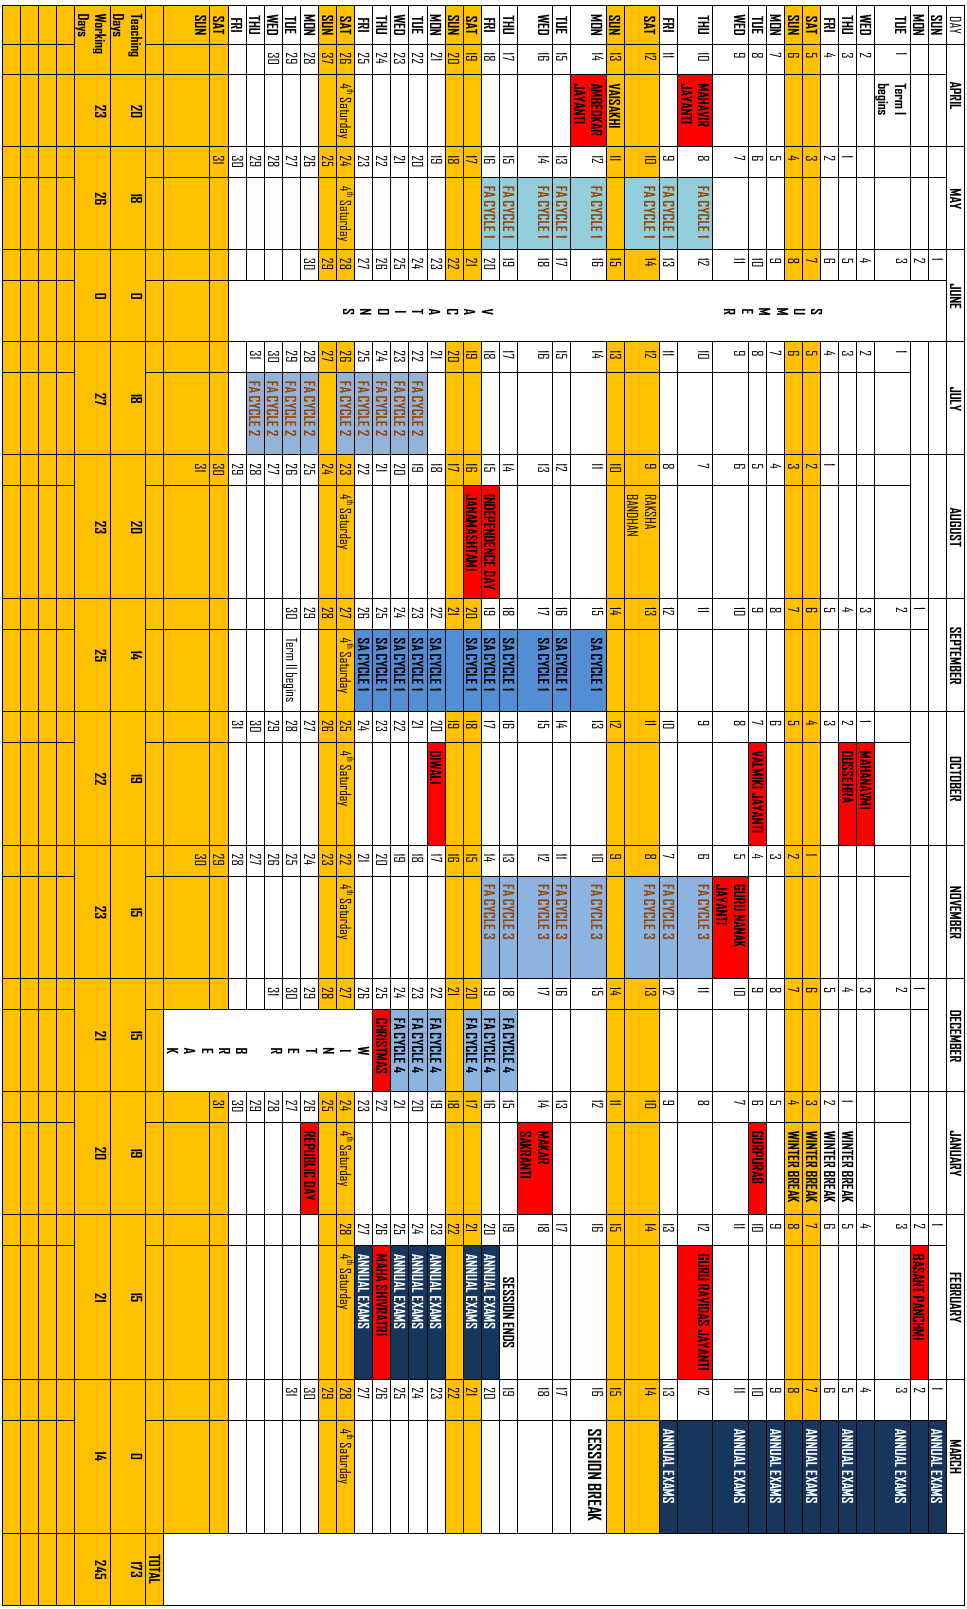 DAY APRIL MAY JUNE JULY AUGUST SEPTEMBER OCTOBER NOVEMBER DECEMBER JANUARY FEBRUARY MARCH
SUN 1 1 1 ANNUAL EXAMS
MON 2 1 1 2 BASANT PANCHMI 2
TUE 1 Term I begins 3 1 2 2 3 3 ANNUAL EXAMS
WED 2 4 2 3 1 MAHANAVMI 3 4 4
THU 3 1 5 3 4 2 DUSSEHRA 4 1 WINTER BREAK 5 5 ANNUAL EXAMS
FRI 4 2 6 4 1 5 3 5 2 WINTER BREAK 6 6
SAT 5 3 7 5 2 6 4 1 6 3 WINTER BREAK 7 7 ANNUAL EXAMS
SUN 6 4 8 6 3 7 5 2 7 4 WINTER BREAK 8 8
MON 7 5 9 7 4 8 6 3 8 5 9 9 ANNUAL EXAMS
TUE 8 6 10 8 5 9 7 VALMIKI JAYANTI 4 9 6 GURPURAB 10 10
WED 9 7 11 9 6 10 8 5 GURU NANAK JAYANTI 10 7 11 11 ANNUAL EXAMS
THU 10 MAHAVIR JAYANTI 8 FA CYCLE 1 12 10 7 11 9 6 FA CYCLE 3 11 8 12 GURU RAVIDAS JAYANTI 12
FRI 11 9 FA CYCLE 1 13 11 8 12 10 7 FA CYCLE 3 12 9 13 13 ANNUAL EXAMS
SAT 12 10 FA CYCLE 1 14 12 9 RAKSHA BANDHAN 13 11 8 FA CYCLE 3 13 10 14 14
SUN 13 VAISAKHI 11 15 13 10 14 12 9 14 11 15 15
MON 14 AMBEDKAR JAYANTI 12 FA CYCLE 1 16 14 11 15 SA CYCLE 1 13 10 FA CYCLE 3 15 12 16 16 SESSION BREAK
TUE 15 13 FA CYCLE 1 17 15 12 16 SA CYCLE 1 14 11 FA CYCLE 3 16 13 17 17
WED 16 14 FA CYCLE 1 18 16 13 17 SA CYCLE 1 15 12 FA CYCLE 3 17 14 MAKAR SAKRANTI 18 18
THU 17 15 FA CYCLE 1 19 17 14 18 SA CYCLE 1 16 13 FA CYCLE 3 18 FA CYCLE 4 15 19 SESSION ENDS 19
FRI 18 16 FA CYCLE 1 20 18 15 INDEPENDENCE DAY 19 SA CYCLE 1 17 14 FA CYCLE 3 19 FA CYCLE 4 16 20 ANNUAL EXAMS 20
SAT 19 17 21 19 16 JANAMASHTAMI 20 SA CYCLE 1 18 15 20 FA CYCLE 4 17 21 ANNUAL EXAMS 21
SUN 20 18 22 20 17 21 19 16 21 18 22 22
MON 21 19 23 21 18 22 SA CYCLE 1 20 DIWALI 17 22 FA CYCLE 4 19 23 ANNUAL EXAMS 23
TUE 22 20 24 22 FA CYCLE 2 19 23 SA CYCLE 1 21 18 23 FA CYCLE 4 20 24 ANNUAL EXAMS 24
WED 23 21 25 23 FA CYCLE 2 20 24 SA CYCLE 1 22 19 24 FA CYCLE 4 21 25 ANNUAL EXAMS 25
THU 24 22 26 24 FA CYCLE 2 21 25 SA CYCLE 1 23 20 25 CHRISTMAS 22 26 MAHA SHIVRATRI 26
FRI 25 23 27 25 FA CYCLE 2 22 26 SA CYCLE 1 24 21 26 23 27 ANNUAL EXAMS 27
SAT 26 4th Saturday 24 4th Saturday 28 26 FA CYCLE 2 23 4th Saturday 27 4th Saturday 25 4th Saturday 22 4th Saturday 27 24 4th Saturday 28 4th Saturday 28 4th Saturday
SUN 37 25 29 27 24 28 26 23 28 25 29
MON 28 26 30 28 FA CYCLE 2 25 29 27 24 29 26 REPUBLIC DAY 30
TUE 29 27 29 FA CYCLE 2 26 30 Term II begins 28 25 30 27 31
WED 30 28 30 FA CYCLE 2 27 29 26 31 28
THU 29 31 FA CYCLE 2 28 30 27 29
FRI 30 29 31 28 30
SAT 31 30 29 31
SUN 31 30
SUMMER
VACATIONS
WINTER BREAK
TOTAL
Teaching Days 20 18 0 18 20 14 19 15 15 19 15 0 173
Working Days 23 26 0 27 23 25 22 23 21 20 21 14 245